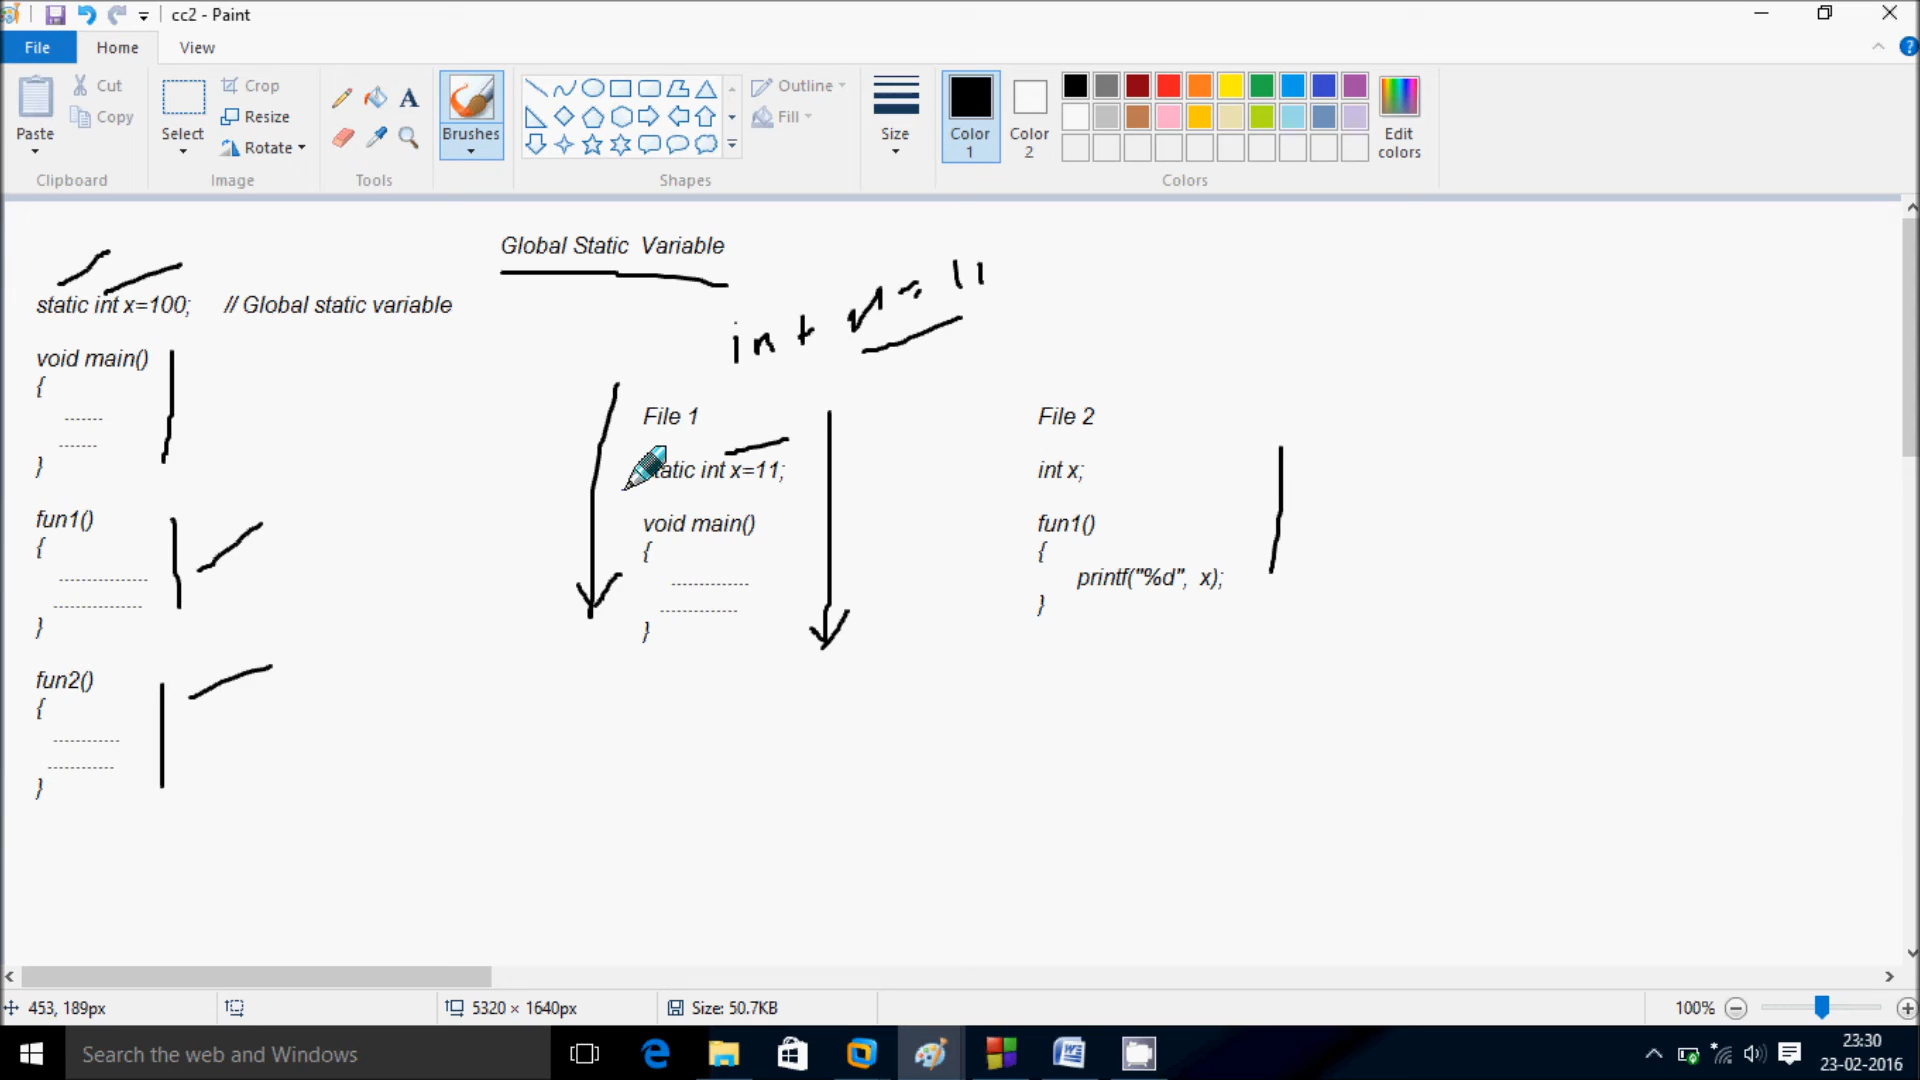 cc2 - Paint
File Home View
Paste
Cut
Copy
Clipboard
Select
Crop
Resize
Rotate
Image
Tools
Brushes
Shapes
Outline
Fill
Size
Color 1
Color 2
Edit colors
Colors
Global Static Variable
static int x=100; // Global static variable
void main()
{
--------
--------
}
fun1()
{
------------------
------------------
}
fun2()
{
-------------
-------------
}
int x = 11
File 1
tatic int x=11;
void main()
{
----------------
----------------
}
File 2
int x;
fun1()
{
printf("%d", x);
}
453, 189px
5320 × 1640px
Size: 50.7KB
100%
Search the web and Windows
23:30
23-02-2016